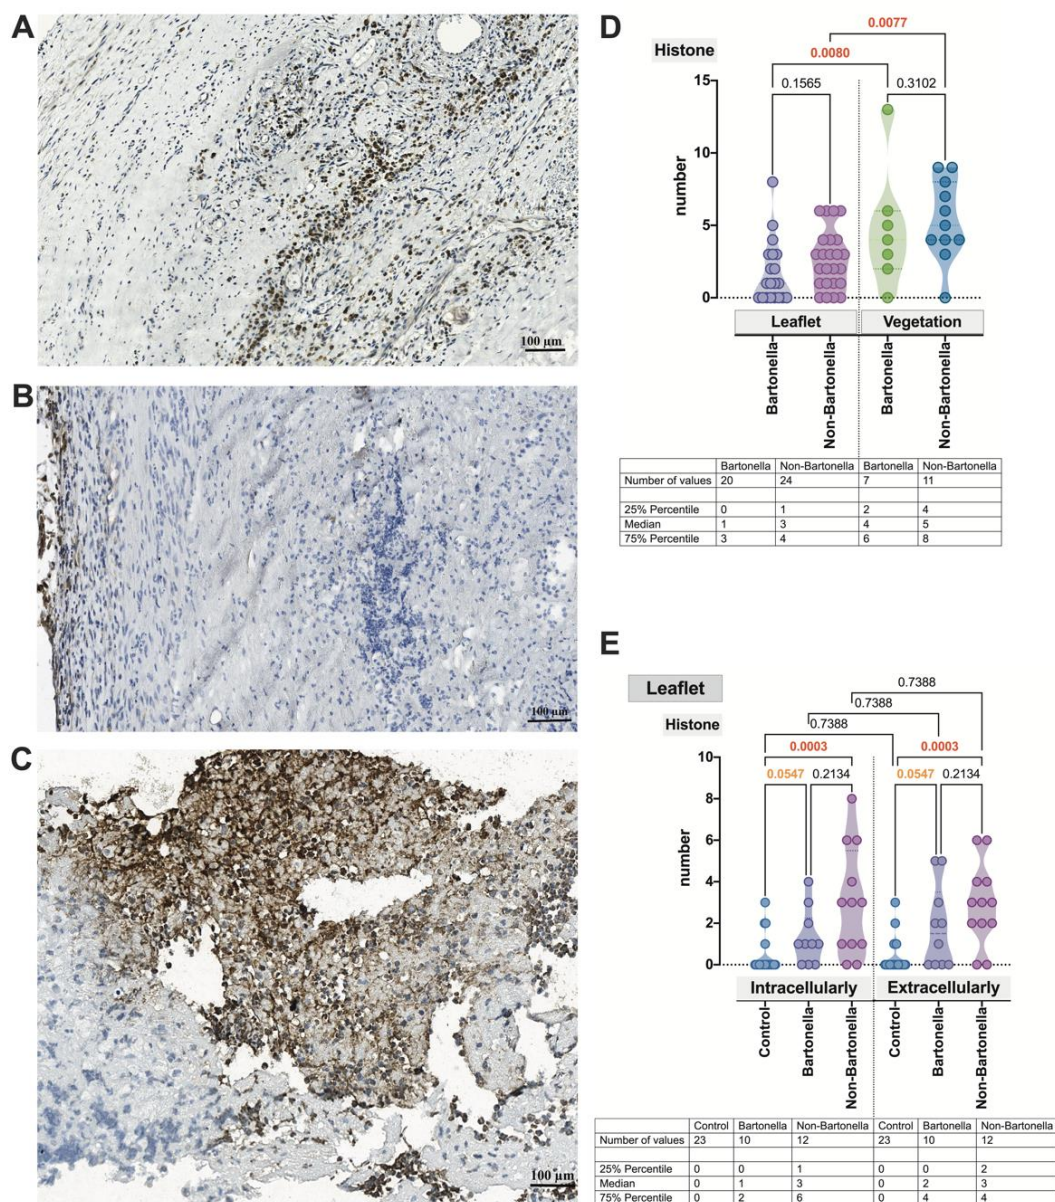 A
100 µm
B
100 µm
C
100 µm
D
Histone
0.0077
0.0080
0.1565
0.3102
15
10
5
0
number
Leaflet
Vegetation
Bartonella
Non-Bartonella
Bartonella
Non-Bartonella
Bartonella Non-Bartonella Bartonella Non-Bartonella
Number of values 20 24 7 11
25% Percentile 0 1 2 4
Median 1 3 4 5
75% Percentile 3 4 6 8
E
Leaflet
Histone
0.7388
0.7388
0.7388
0.0003
0.0003
0.0547
0.2134
0.0547
0.2134
10
8
6
4
2
0
number
Intracellularly
Extracellularly
Control
Bartonella
Non-Bartonella
Control
Bartonella
Non-Bartonella
Control Bartonella Non-Bartonella Control Bartonella Non-Bartonella
Number of values 23 10 12 23 10 12
25% Percentile 0 0 1 0 0 2
Median 0 1 3 0 2 3
75% Percentile 0 2 6 0 4 4